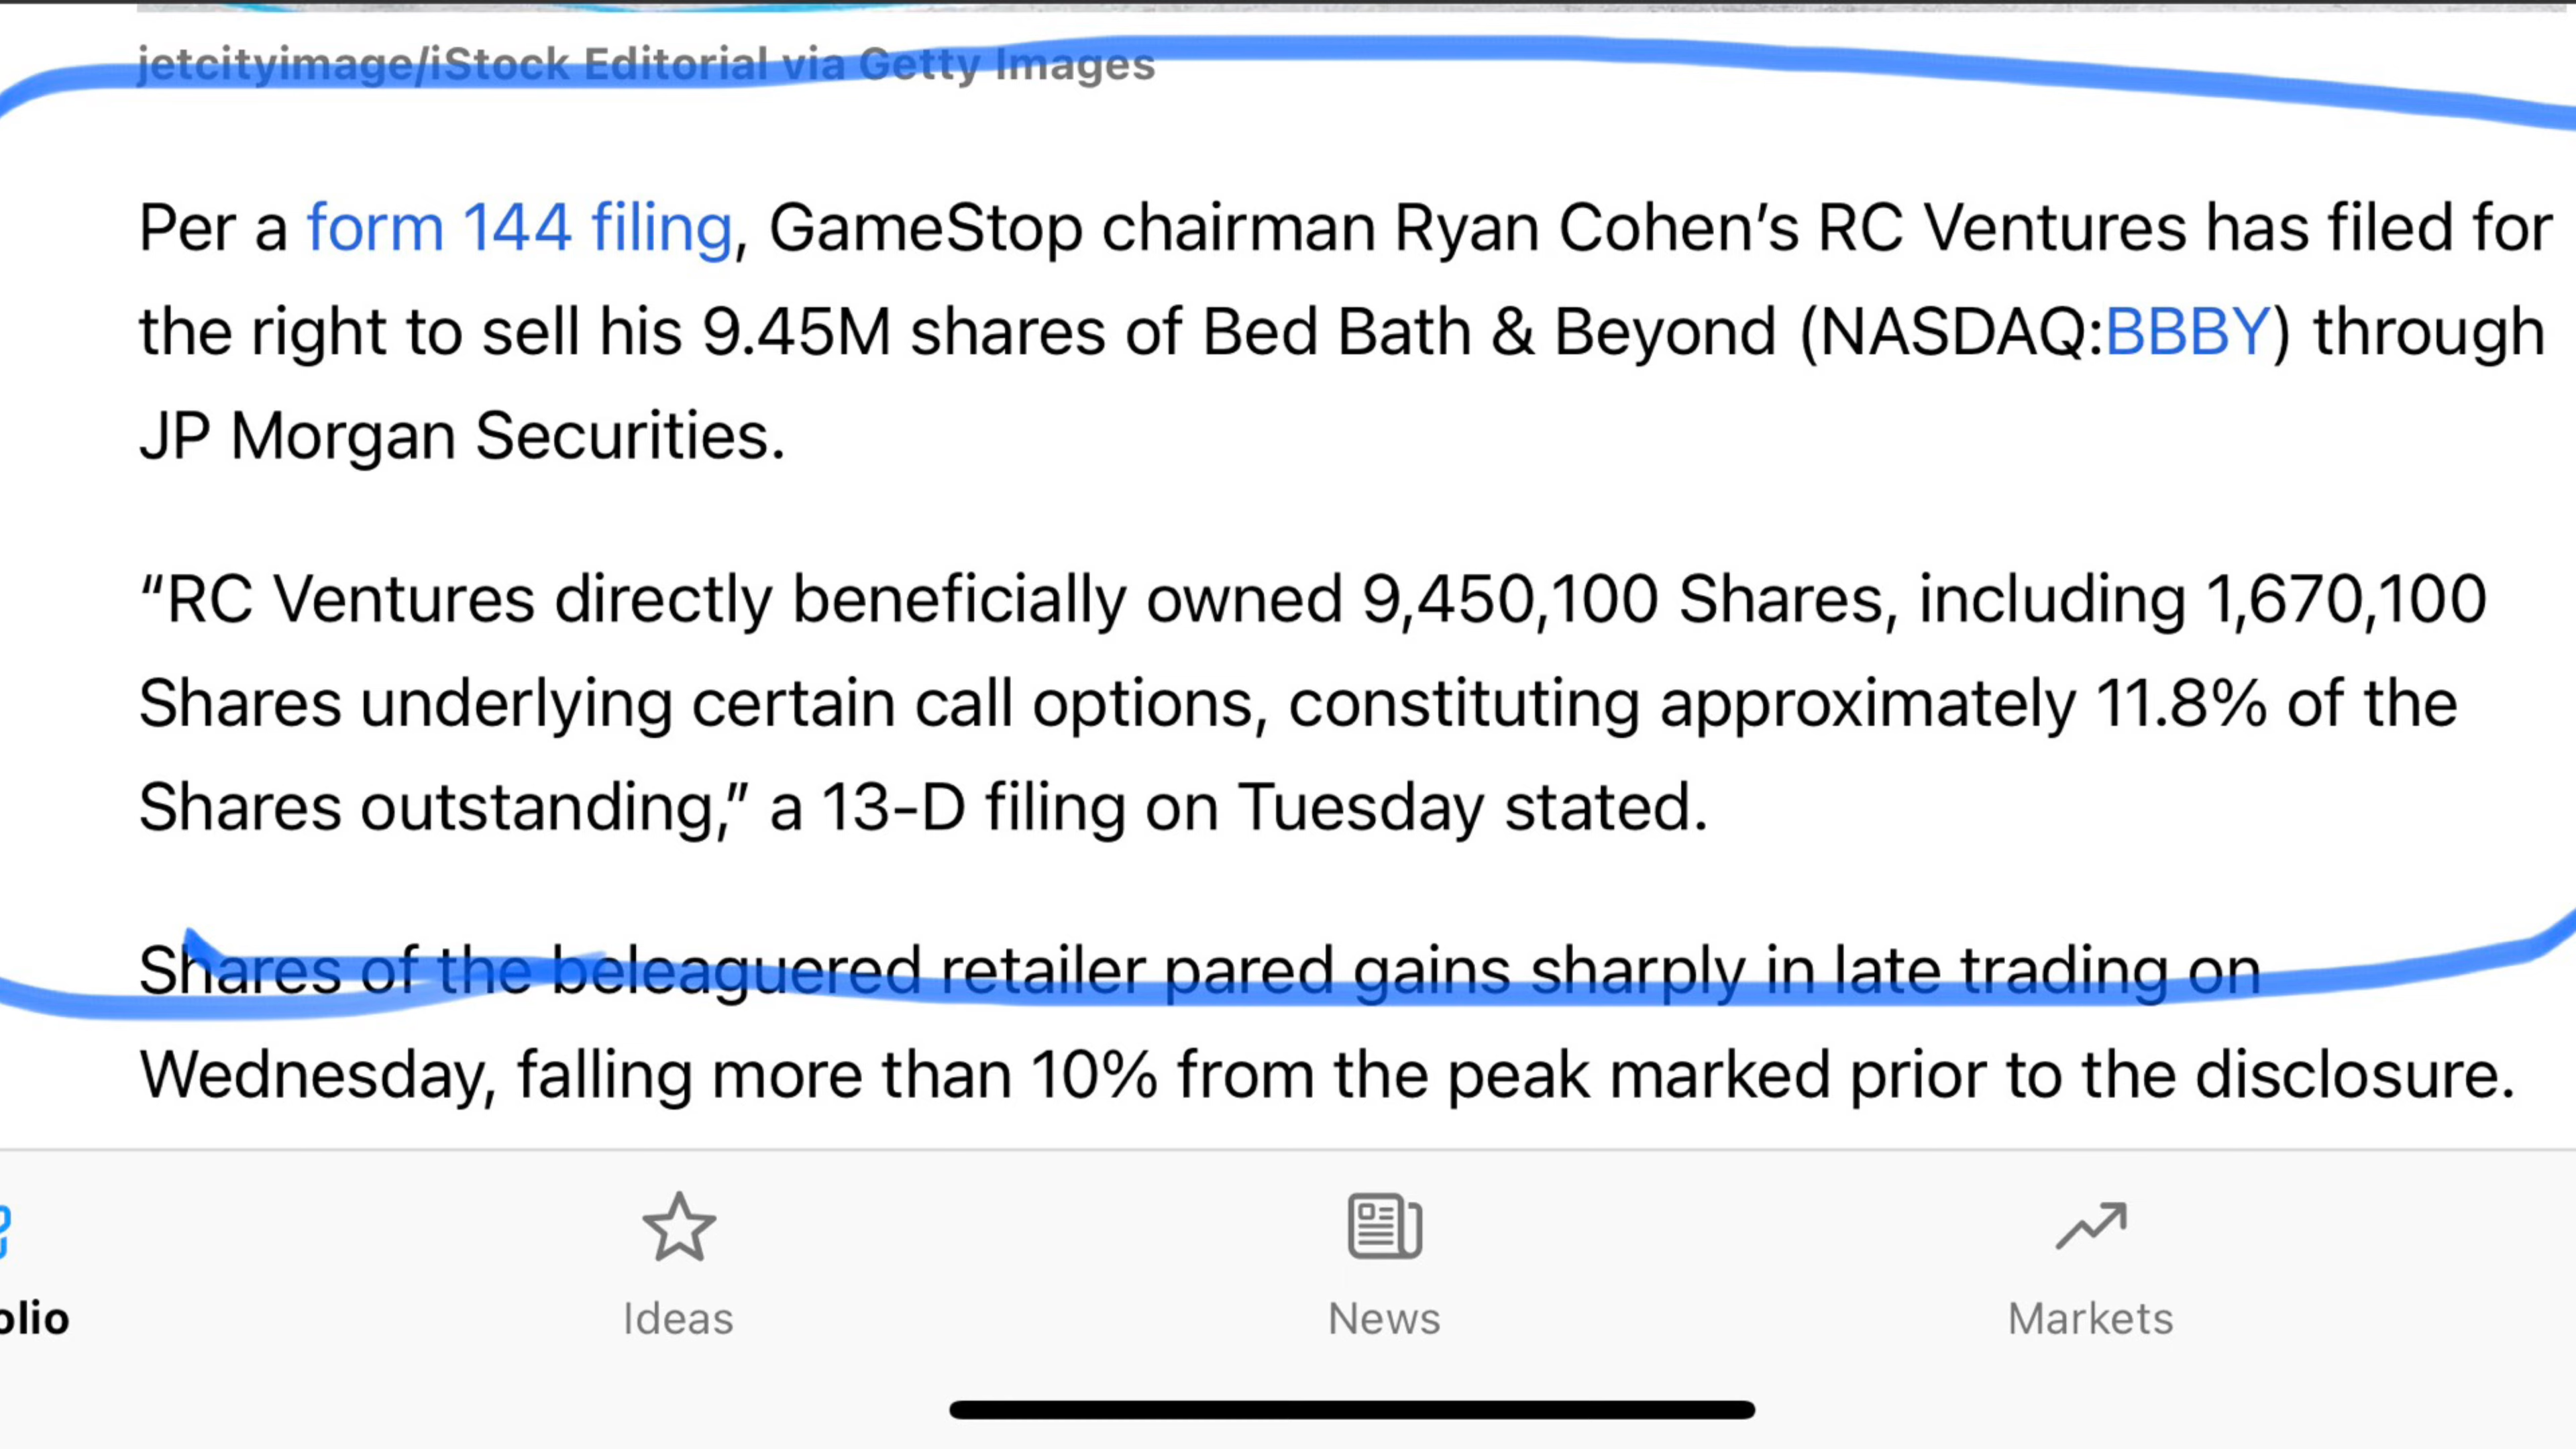 jetcityimage/iStock Editorial via Getty Images
Per a form 144 filing, GameStop chairman Ryan Cohen’s RC Ventures has filed for
the right to sell his 9.45M shares of Bed Bath & Beyond (NASDAQ:BBBY) through
JP Morgan Securities.
“RC Ventures directly beneficially owned 9,450,100 Shares, including 1,670,100
Shares underlying certain call options, constituting approximately 11.8% of the
Shares outstanding,” a 13-D filing on Tuesday stated.
Shares of the beleaguered retailer pared gains sharply in late trading on
Wednesday, falling more than 10% from the peak marked prior to the disclosure.
olio
Ideas
News
Markets